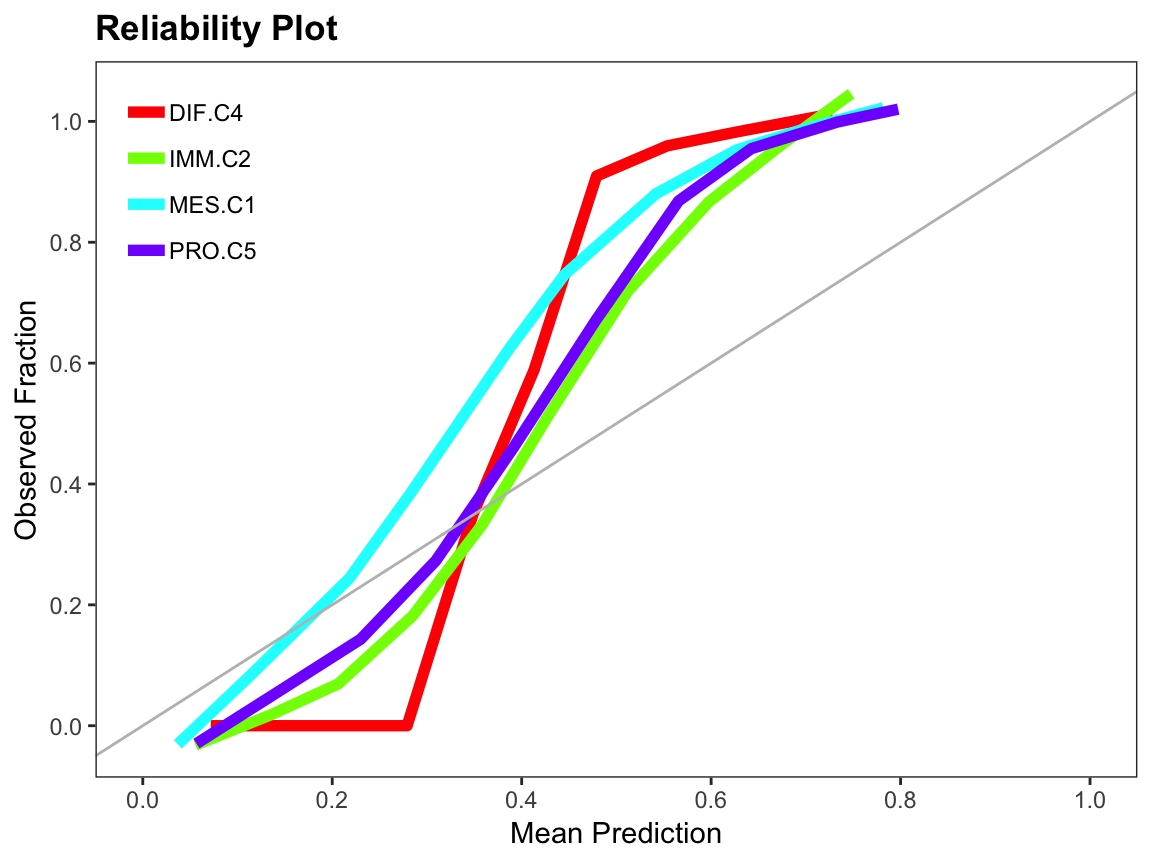 Reliability Plot
DIF.C4
IMM.C2
MES.C1
PRO.C5
1.0
0.8
0.6
0.4
0.2
0.0
Observed Fraction
0.0 0.2 0.4 0.6 0.8 1.0
Mean Prediction